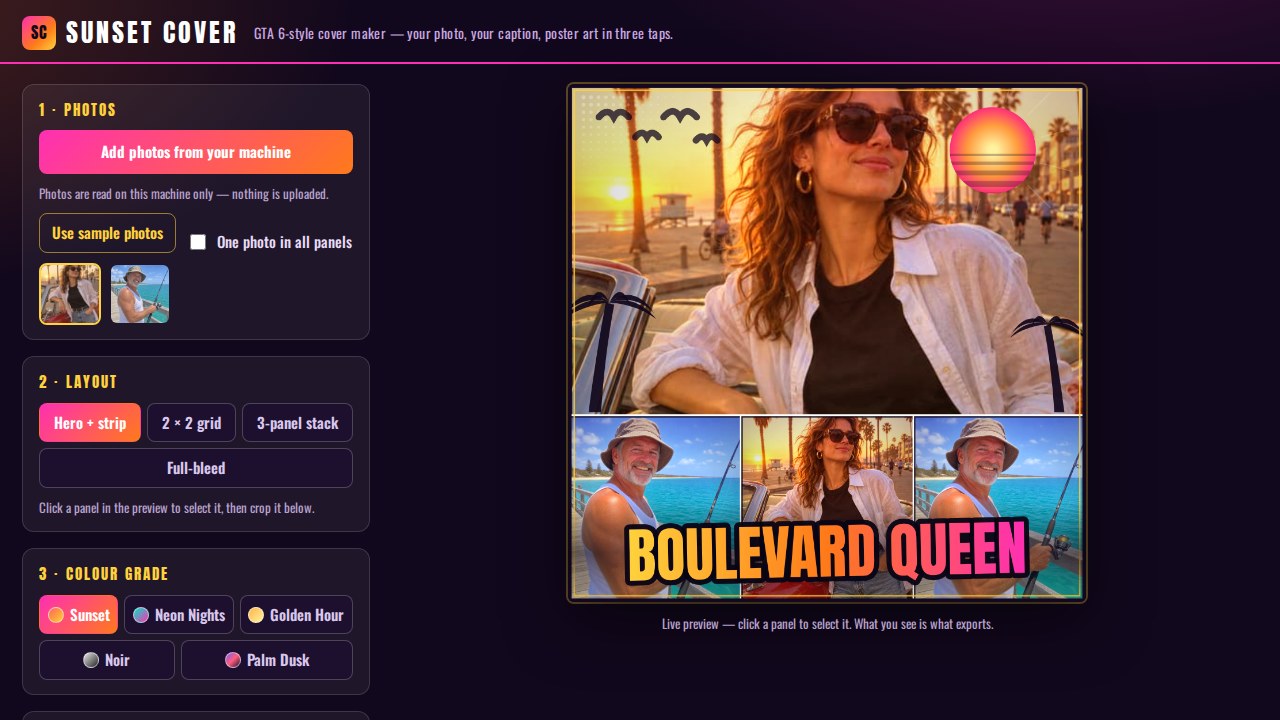 SC
SUNSET COVER
GTA 6-style cover maker — your photo, your caption, poster art in three taps.
1 · PHOTOS
Add photos from your machine
Photos are read on this machine only — nothing is uploaded.
Use sample photos
One photo in all panels
2 · LAYOUT
Hero + strip
2 × 2 grid
3-panel stack
Full-bleed
Click a panel in the preview to select it, then crop it below.
3 · COLOUR GRADE
Sunset
Neon Nights
Golden Hour
Noir
Palm Dusk
BOULEVARD QUEEN
Live preview — click a panel to select it. What you see is what exports.